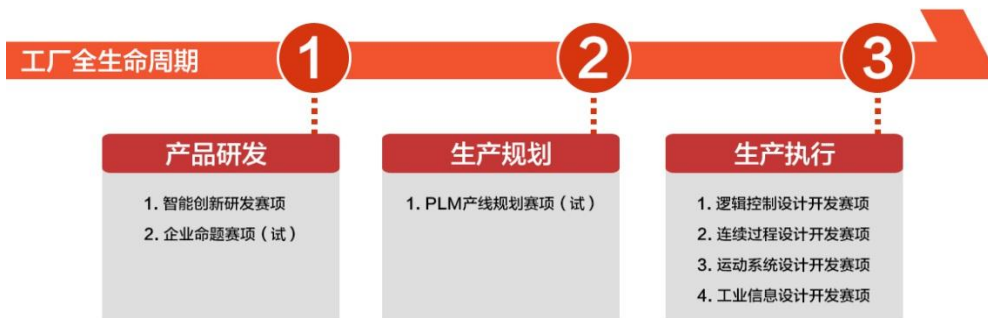 工厂全生命周期
1
2
3
产品研发
1. 智能创新研发赛项
2. 企业命题赛项（试）
生产规划
1. PLM产线规划赛项（试）
生产执行
1. 逻辑控制设计开发赛项
2. 连续过程设计开发赛项
3. 运动系统设计开发赛项
4. 工业信息设计开发赛项